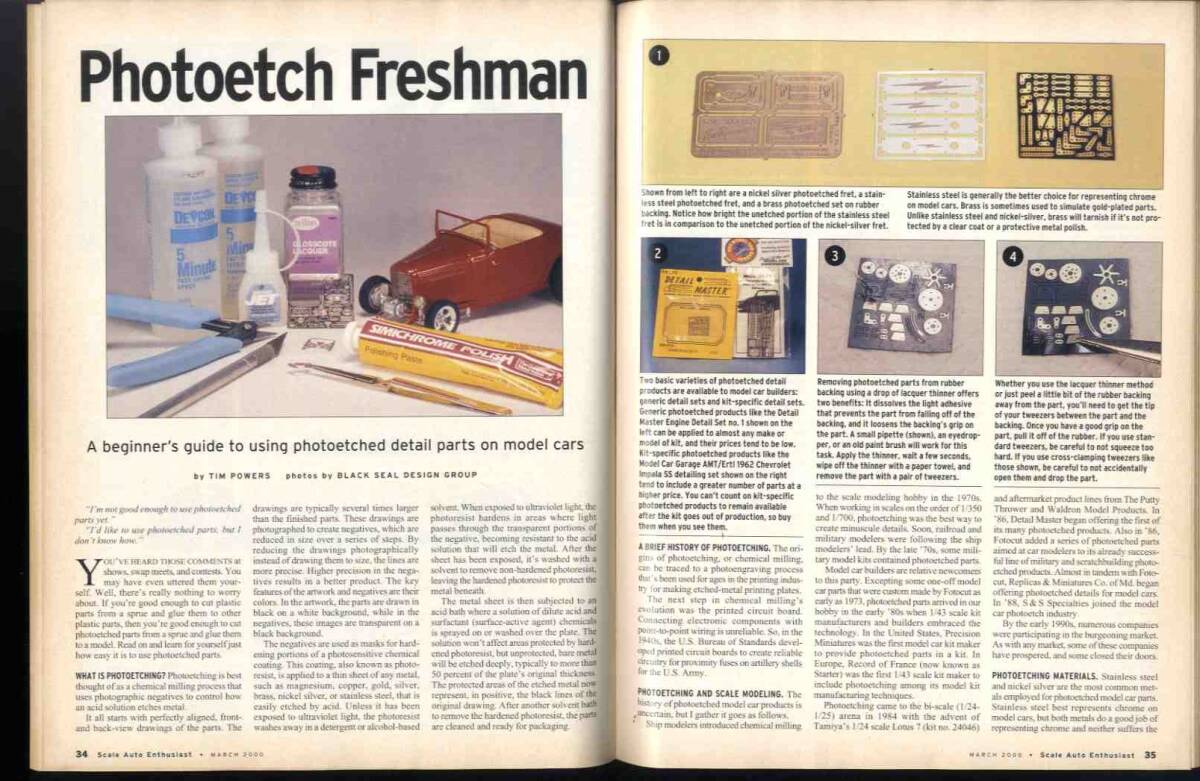 Photoetch Freshman
DEVCON
5
Minute
DEVCON
5
GLOSSCOTE
LACQUER
SIMICHROME POLISH
Polishing Paste
A beginner's guide to using photoetched detail parts on model cars
by TIM POWERS photos by BLACK SEAL DESIGN GROUP
"I'm not good enough to use photoetched
parts yet."
"I'd like to use photoetched parts, but I
don't know how."
YOU'VE HEARD THOSE COMMENTS at
shows, swap meets, and contests. You
may have even uttered them your-
self. Well, there's really nothing to worry
about. If you're good enough to cut plastic
parts from a sprue and glue them to other
plastic parts, then you're good enough to cut
photoetched parts from a sprue and glue them
to a model. Read on and learn for yourself just
how easy it is to use photoetched parts.
WHAT IS PHOTOETCHING? Photoetching is best
thought of as a chemical milling process that
uses photographic negatives to control how
an acid solution etches metal.
It all starts with perfectly aligned, front-
and back-view drawings of the parts. The
drawings are typically several times larger
than the finished parts. These drawings are
photographed to create negatives, which are
reduced in size over a series of steps. By
reducing the drawings photographically
instead of drawing them to size, the lines are
more precise. Higher precision in the nega-
tives results in a better product. The key
features of the artwork and negatives are their
colors. In the artwork, the parts are drawn in
black on a white background, while in the
negatives, these images are transparent on a
black background.
The negatives are used as masks for hard-
ening portions of a photosensitive chemical
coating. This coating, also known as photo-
resist, is applied to a thin sheet of any metal,
such as magnesium, copper, gold, silver,
brass, nickel silver, or stainless steel, that is
easily etched by acid. Unless it has been
exposed to ultraviolet light, the photoresist
washes away in a detergent or alcohol-based
solvent. When exposed to ultraviolet light, the
photoresist hardens in areas where light
passes through the transparent portions of
the negative, becoming resistant to the acid
solution that will etch the metal. After the
sheet has been exposed, it's washed with a
solvent to remove non-hardened photoresist,
leaving the hardened photoresist to protect the
metal beneath.
The metal sheet is then subjected to an
acid bath where a solution of dilute acid and
surfactant (surface-active agent) chemicals
is sprayed on or washed over the plate. The
solution won't affect areas protected by hard-
ened photoresist, but unprotected, bare metal
will be etched deeply, typically to more than
50 percent of the plate's original thickness.
The protected areas of the etched metal now
represent, in positive, the black lines of the
original drawing. After another solvent bath
to remove the hardened photoresist, the parts
are cleaned and ready for packaging.
34 Scale Auto Enthusiast • MARCH 2000
1
Shown from left to right are a nickel silver photoetched fret, a stain-
less steel photoetched fret, and a brass photoetched set on rubber
backing. Notice how bright the unetched portion of the stainless steel
fret is in comparison to the unetched portion of the nickel-silver fret.
Stainless steel is generally the better choice for representing chrome
on model cars. Brass is sometimes used to simulate gold-plated parts.
Unlike stainless steel and nickel-silver, brass will tarnish if it's not pro-
tected by a clear coat or a protective metal polish.
2
DETAIL
MASTER
Two basic varieties of photoetched detail
products are available to model car builders:
generic detail sets and kit-specific detail sets.
Generic photoetched products like the Detail
Master Engine Detail Set no. 1 shown on the
left can be applied to almost any make or
model of kit, and their prices tend to be low.
Kit-specific photoetched products like the
Model Car Garage AMT/Ertl 1962 Chevrolet
Impala SS detailing set shown on the right
tend to include a greater number of parts at a
higher price. You can't count on kit-specific
photoetched products to remain available
after the kit goes out of production, so buy
them when you see them.
3
Removing photoetched parts from rubber
backing using a drop of lacquer thinner offers
two benefits: It dissolves the light adhesive
that prevents the part from falling off of the
backing, and it loosens the backing's grip on
the part. A small pipette (shown), an eyedrop-
per, or an old paint brush will work for this
task. Apply the thinner, wait a few seconds,
wipe off the thinner with a paper towel, and
remove the part with a pair of tweezers.
4
Whether you use the lacquer thinner method
or just peel a little bit of the rubber backing
away from the part, you'll need to get the tip
of your tweezers between the part and the
backing. Once you have a good grip on the
part, pull it off of the rubber. If you use stan-
dard tweezers, be careful to not squeeze too
hard. If you use cross-clamping tweezers like
those shown, be careful to not accidentally
open them and drop the part.
A BRIEF HISTORY OF PHOTOETCHING. The ori-
gins of photoetching, or chemical milling,
can be traced to a photoengraving process
that's been used for ages in the printing indus-
try for making etched-metal printing plates.
The next step in chemical milling's
evolution was the printed circuit board.
Connecting electronic components with
point-to-point wiring is unreliable. So, in the
1940s, the U.S. Bureau of Standards devel-
oped printed circuit boards to create reliable
circuitry for proximity fuses on artillery shells
for the U.S. Army.
PHOTOETCHING AND SCALE MODELING. The
history of photoetched model car products is
uncertain, but I gather it goes as follows.
Ship modelers introduced chemical milling
to the scale modeling hobby in the 1970s.
When working in scales on the order of 1/350
and 1/700, photoetching was the best way to
create minuscule details. Soon, railroad and
military modelers were following the ship
modelers' lead. By the late '70s, some mili-
tary model kits contained photoetched parts.
Model car builders are relative newcomers
to this party. Excepting some one-off model
car parts that were custom made by Fotocut as
early as 1973, photoetched parts arrived in our
hobby in the early '80s when 1/43 scale kit
manufacturers and builders embraced the
technology. In the United States, Precision
Miniatures was the first model car kit maker
to provide photoetched parts in a kit. In
Europe, Record of France (now known as
Starter) was the first 1/43 scale kit maker to
include photoetching among its model kit
manufacturing techniques.
Photoetching came to the bi-scale (1/24-
1/25) arena in 1984 with the advent of
Tamiya's 1/24 scale Lotus 7 (kit no. 24046)
and aftermarket product lines from The Putty
Thrower and Waldron Model Products. In
'86, Detail Master began offering the first of
its many photoetched products. Also in '86,
Fotocut added a series of photoetched parts
aimed at car modelers to its already success-
ful line of military and scratchbuilding photo-
etched products. Almost in tandem with Foto-
cut, Replicas & Miniatures Co. of Md. began
offering photoetched details for model cars.
In '88, S & S Specialties joined the model
car photoetch industry.
By the early 1990s, numerous companies
were participating in the burgeoning market.
As with any market, some of these companies
have prospered, and some closed their doors.
PHOTOETCHING MATERIALS. Stainless steel
and nickel silver are the most common met-
als employed for photoetched model car parts.
Stainless steel best represents chrome on
model cars, but both metals do a good job of
representing chrome and neither suffers the
MARCH 2000 • Scale Auto Enthusiast 35